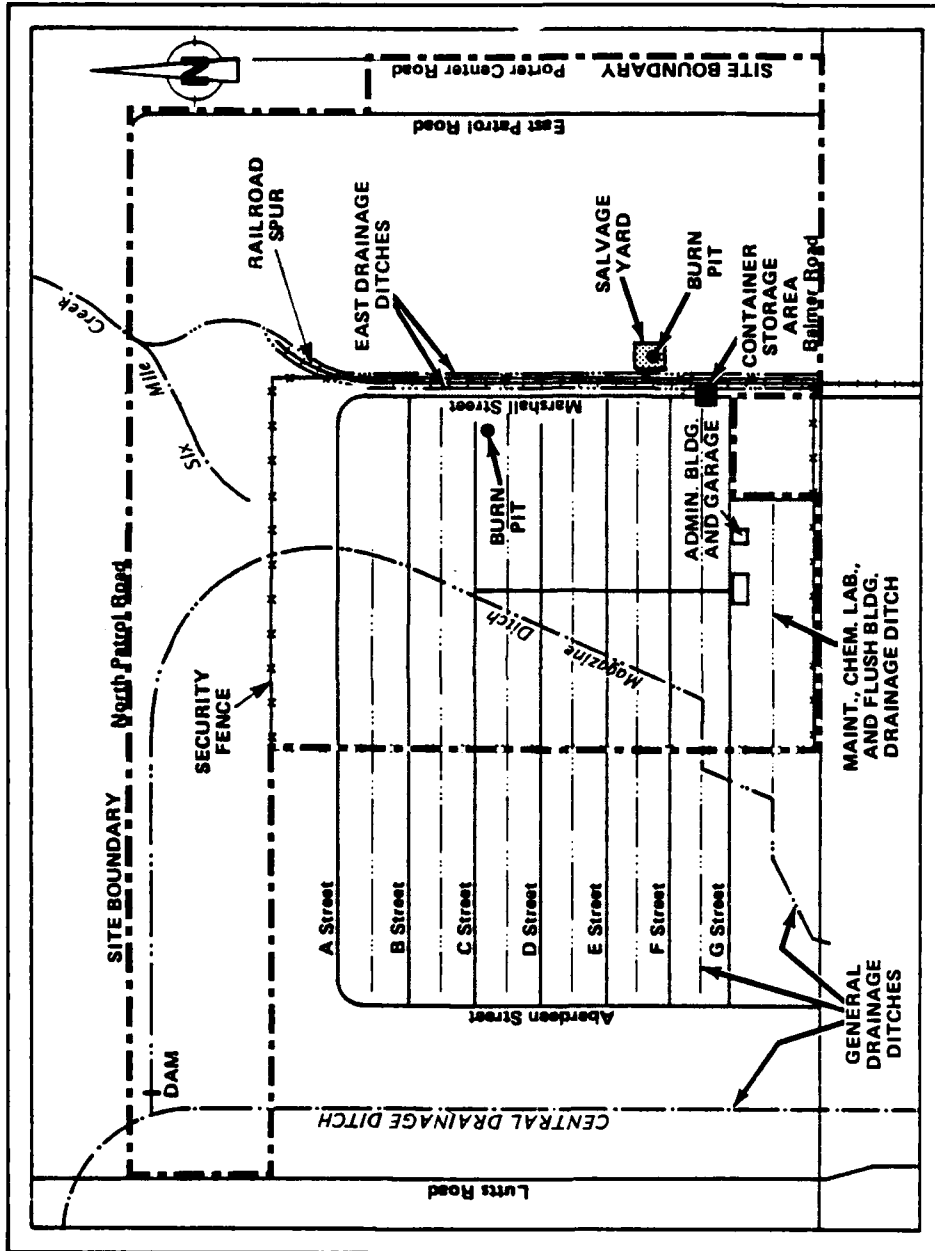 N
Porter Center Road
SITE BOUNDARY
East Patrol Road
RAILROAD
SPUR
EAST DRAINAGE
DITCHES
SALVAGE
YARD
BURN
PIT
CONTAINER
STORAGE
AREA
Balmer Road
Creek
Mile
Six
Marshall Street
BURN
PIT
ADMIN. BLDG.
AND GARAGE
North Patrol Road
SITE BOUNDARY
SECURITY
FENCE
Ditch
Magazine
MAINT., CHEM. LAB.,
AND FLUSH BLDG.
DRAINAGE DITCH
A Street
B Street
C Street
D Street
E Street
F Street
G Street
Aberdeen Street
GENERAL
DRAINAGE
DITCHES
DAM
CENTRAL DRAINAGE DITCH
Lutts Road